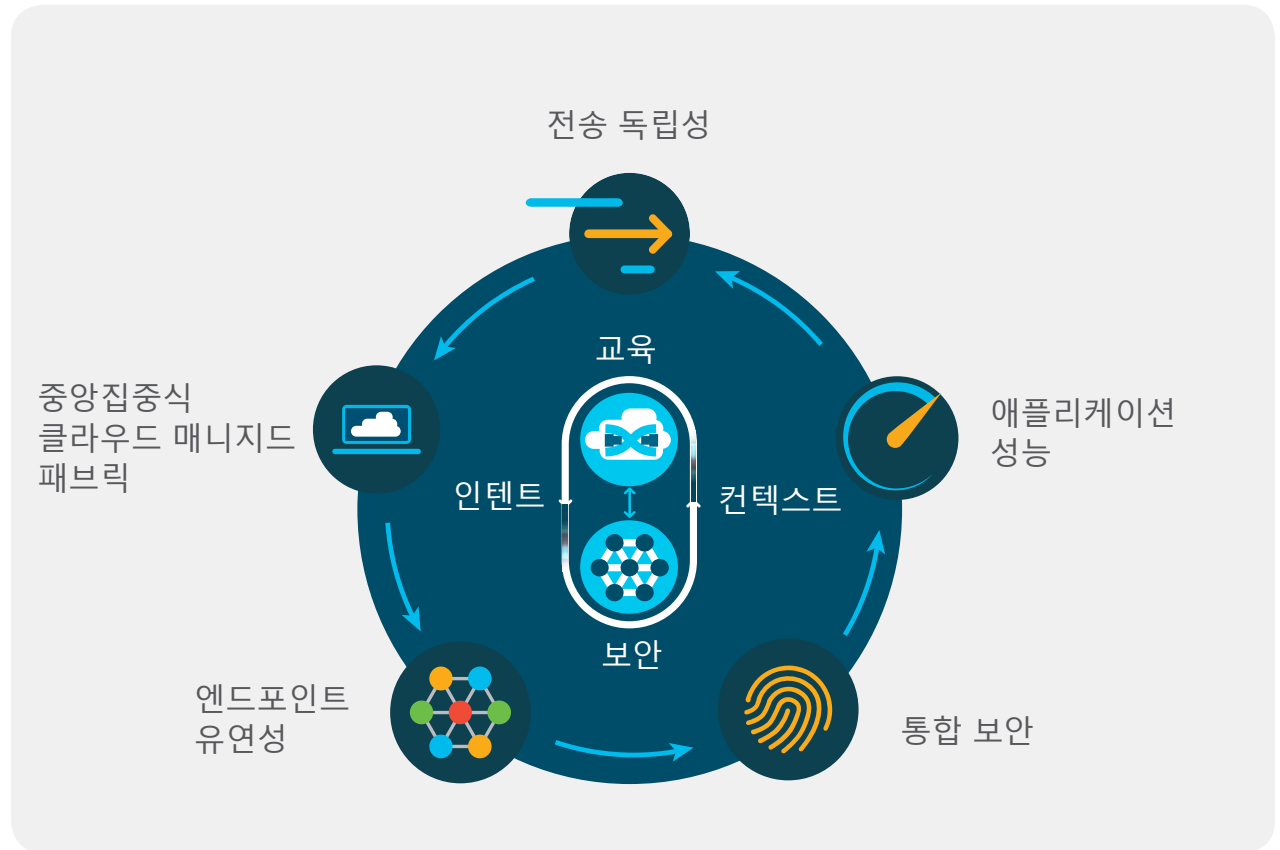 전송 독립성
교육
중앙집중식
클라우드 매니지드
패브릭
애플리케이션
성능
인텐트
컨텍스트
보안
엔드포인트
유연성
통합 보안